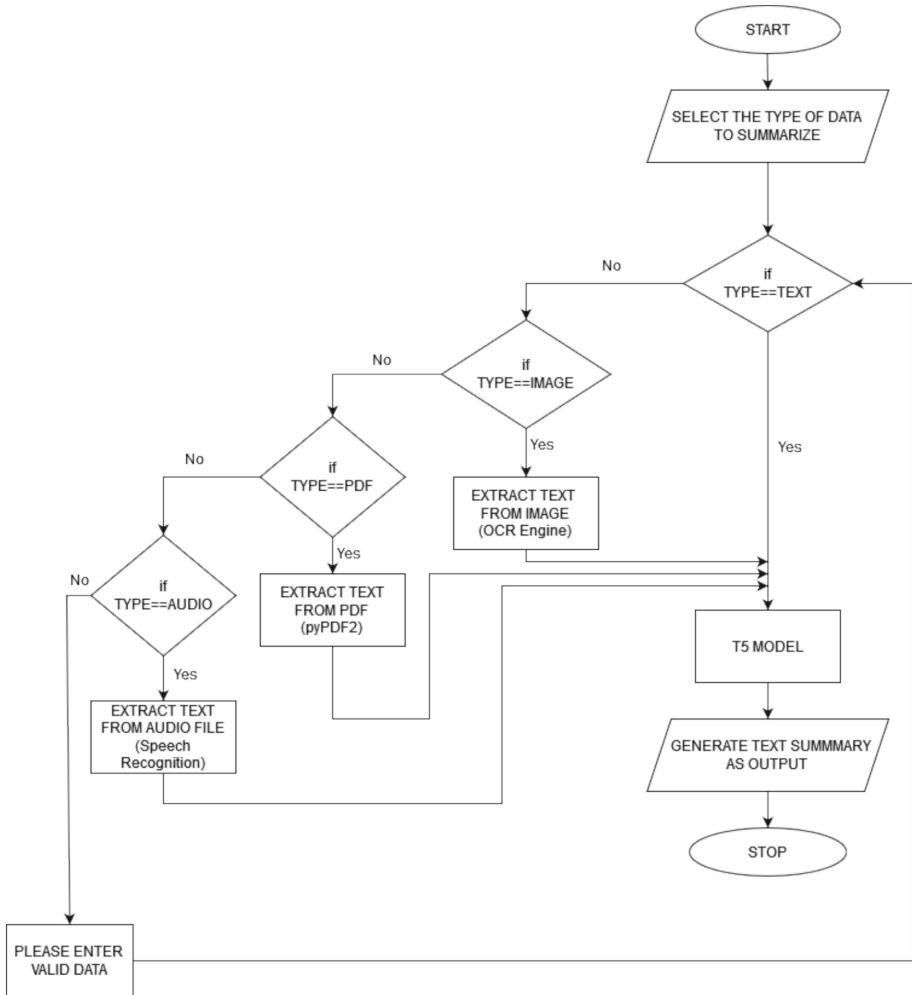 START
SELECT THE TYPE OF DATA
TO SUMMARIZE
if
TYPE==TEXT
No
if
TYPE==IMAGE
No
Yes
Yes
if
TYPE==PDF
No
EXTRACT TEXT
FROM IMAGE
(OCR Engine)
Yes
if
TYPE==AUDIO
No
EXTRACT TEXT
FROM PDF
(pyPDF2)
T5 MODEL
Yes
EXTRACT TEXT
FROM AUDIO FILE
(Speech
Recognition)
GENERATE TEXT SUMMMARY
AS OUTPUT
STOP
PLEASE ENTER
VALID DATA